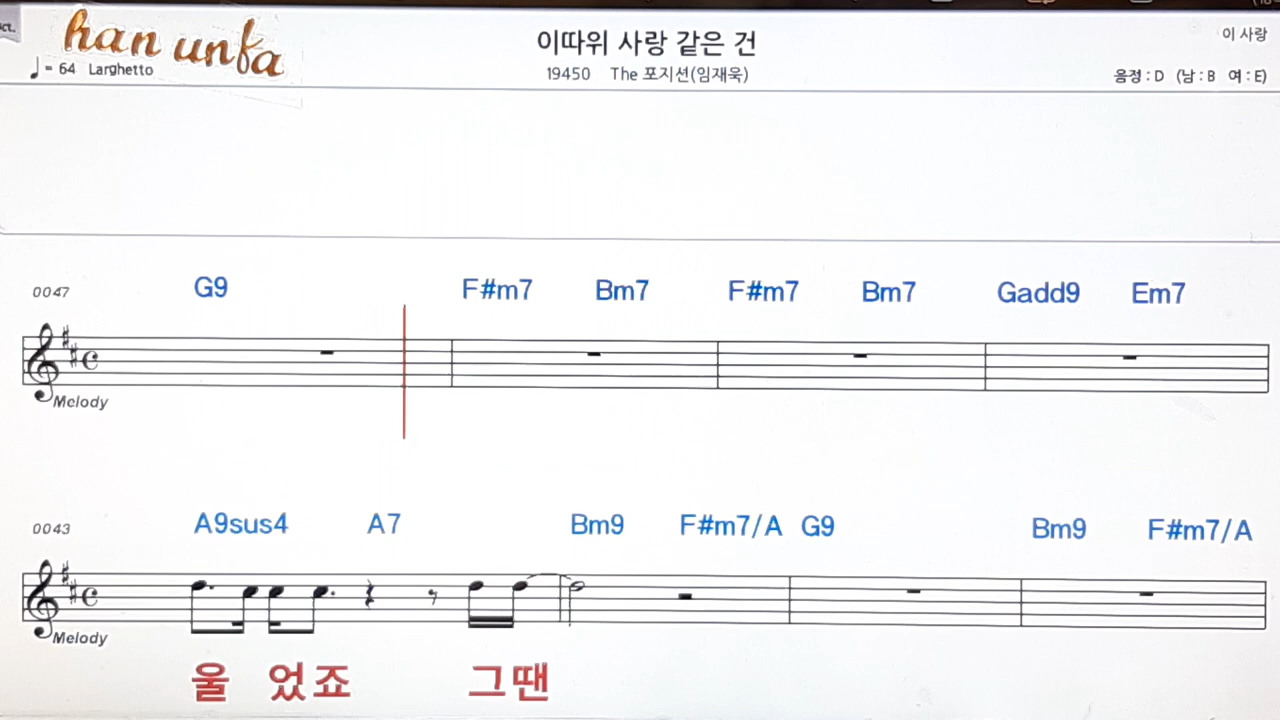 ct.
han unfa
♩= 64 Larghetto
이따위 사랑 같은 건
19450 The 포지션(임재욱)
이 사랑
음정 : D (남 : B 여 : E)
0047 G9 F#m7 Bm7 F#m7 Bm7 Gadd9 Em7
Melody
0043 A9sus4 A7 Bm9 F#m7/A G9 Bm9 F#m7/A
Melody
울 었죠 그땐